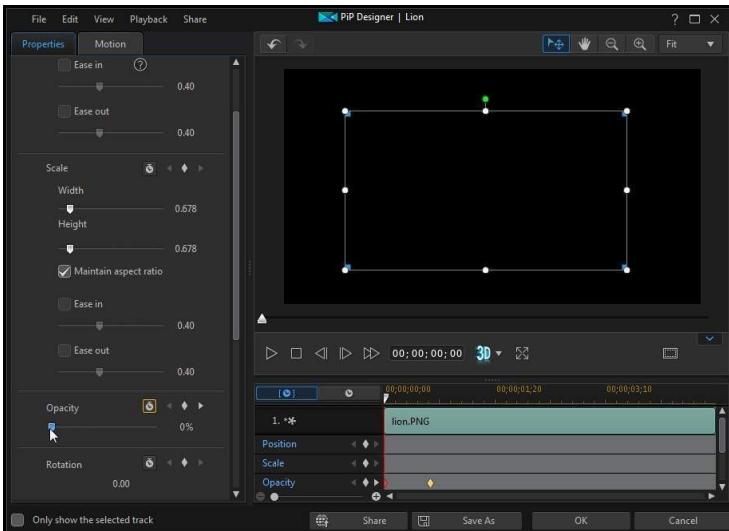 File Edit View Playback Share
PiP Designer | Lion
?
Properties Motion
Fit
Ease in ?
0.40
Ease out
0.40
Scale
Width
0.678
Height
0.678
Maintain aspect ratio
Ease in
0.40
Ease out
0.40
Opacity
0%
Rotation
0.00
00;00;00;00 3D
00;00;00;00 00;00;01;20 00;00;03;10
1. lion.PNG
Position
Scale
Opacity
Only show the selected track
Share Save As OK Cancel